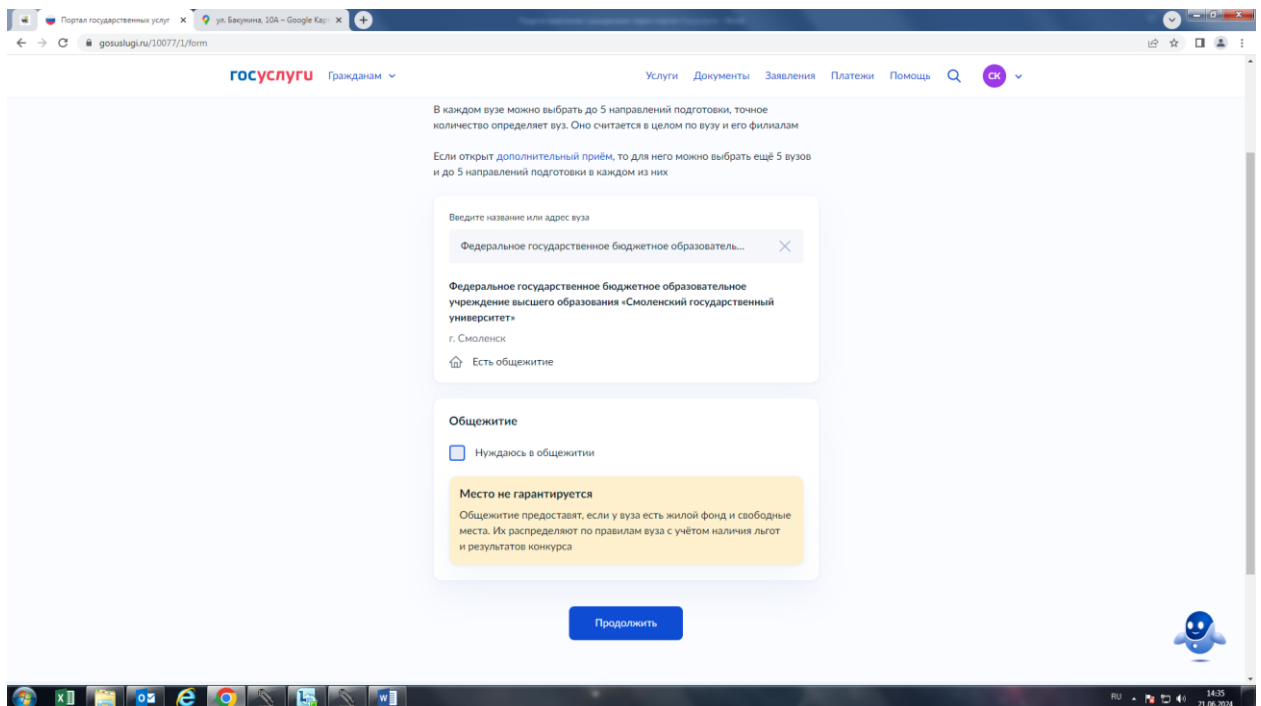 Портал государственных услуг
ул. Бакунина, 10А – Google Кар
gosuslugi.ru/10077/1/form
госуслуги Гражданам Услуги Документы Заявления Платежи Помощь СК
В каждом вузе можно выбрать до 5 направлений подготовки, точное
количество определяет вуз. Оно считается в целом по вузу и его филиалам
Если открыт дополнительный приём, то для него можно выбрать ещё 5 вузов
и до 5 направлений подготовки в каждом из них
Введите название или адрес вуза
Федеральное государственное бюджетное образователь...
Федеральное государственное бюджетное образовательное
учреждение высшего образования «Смоленский государственный
университет»
г. Смоленск
Есть общежитие
Общежитие
Нуждаюсь в общежитии
Место не гарантируется
Общежитие предоставят, если у вуза есть жилой фонд и свободные
места. Их распределяют по правилам вуза с учётом наличия льгот
и результатов конкурса
Продолжить
RU
14:35
21.06.2024